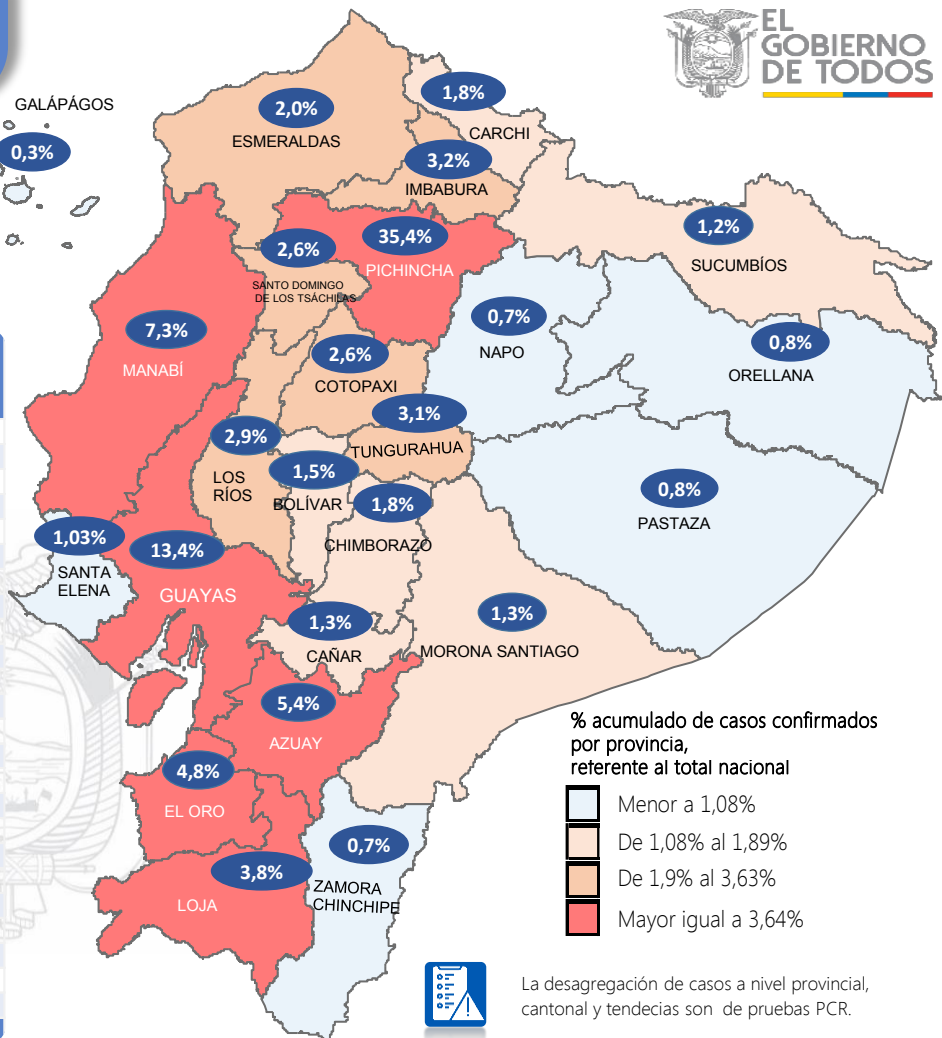 EL
GOBIERNO
DE TODOS
GALÁPÁGOS
0,3%
2,0%
ESMERALDAS
1,8%
CARCHI
3,2%
IMBABURA
1,2%
SUCUMBÍOS
35,4%
PICHINCHA
2,6%
SANTO DOMINGO
DE LOS TSÁCHILAS
7,3%
MANABÍ
0,7%
NAPO
0,8%
ORELLANA
2,6%
COTOPAXI
3,1%
TUNGURAHUA
2,9%
LOS
RÍOS
1,5%
BOLÍVAR
1,8%
CHIMBORAZO
0,8%
PASTAZA
1,03%
SANTA
ELENA
13,4%
GUAYAS
1,3%
CAÑAR
1,3%
MORONA SANTIAGO
5,4%
AZUAY
4,8%
EL ORO
3,8%
LOJA
0,7%
ZAMORA
CHINCHIPE
% acumulado de casos confirmados
por provincia,
referente al total nacional
Menor a 1,08%
De 1,08% al 1,89%
De 1,9% al 3,63%
Mayor igual a 3,64%
La desagregación de casos a nivel provincial,
cantonal y tendecias son de pruebas PCR.